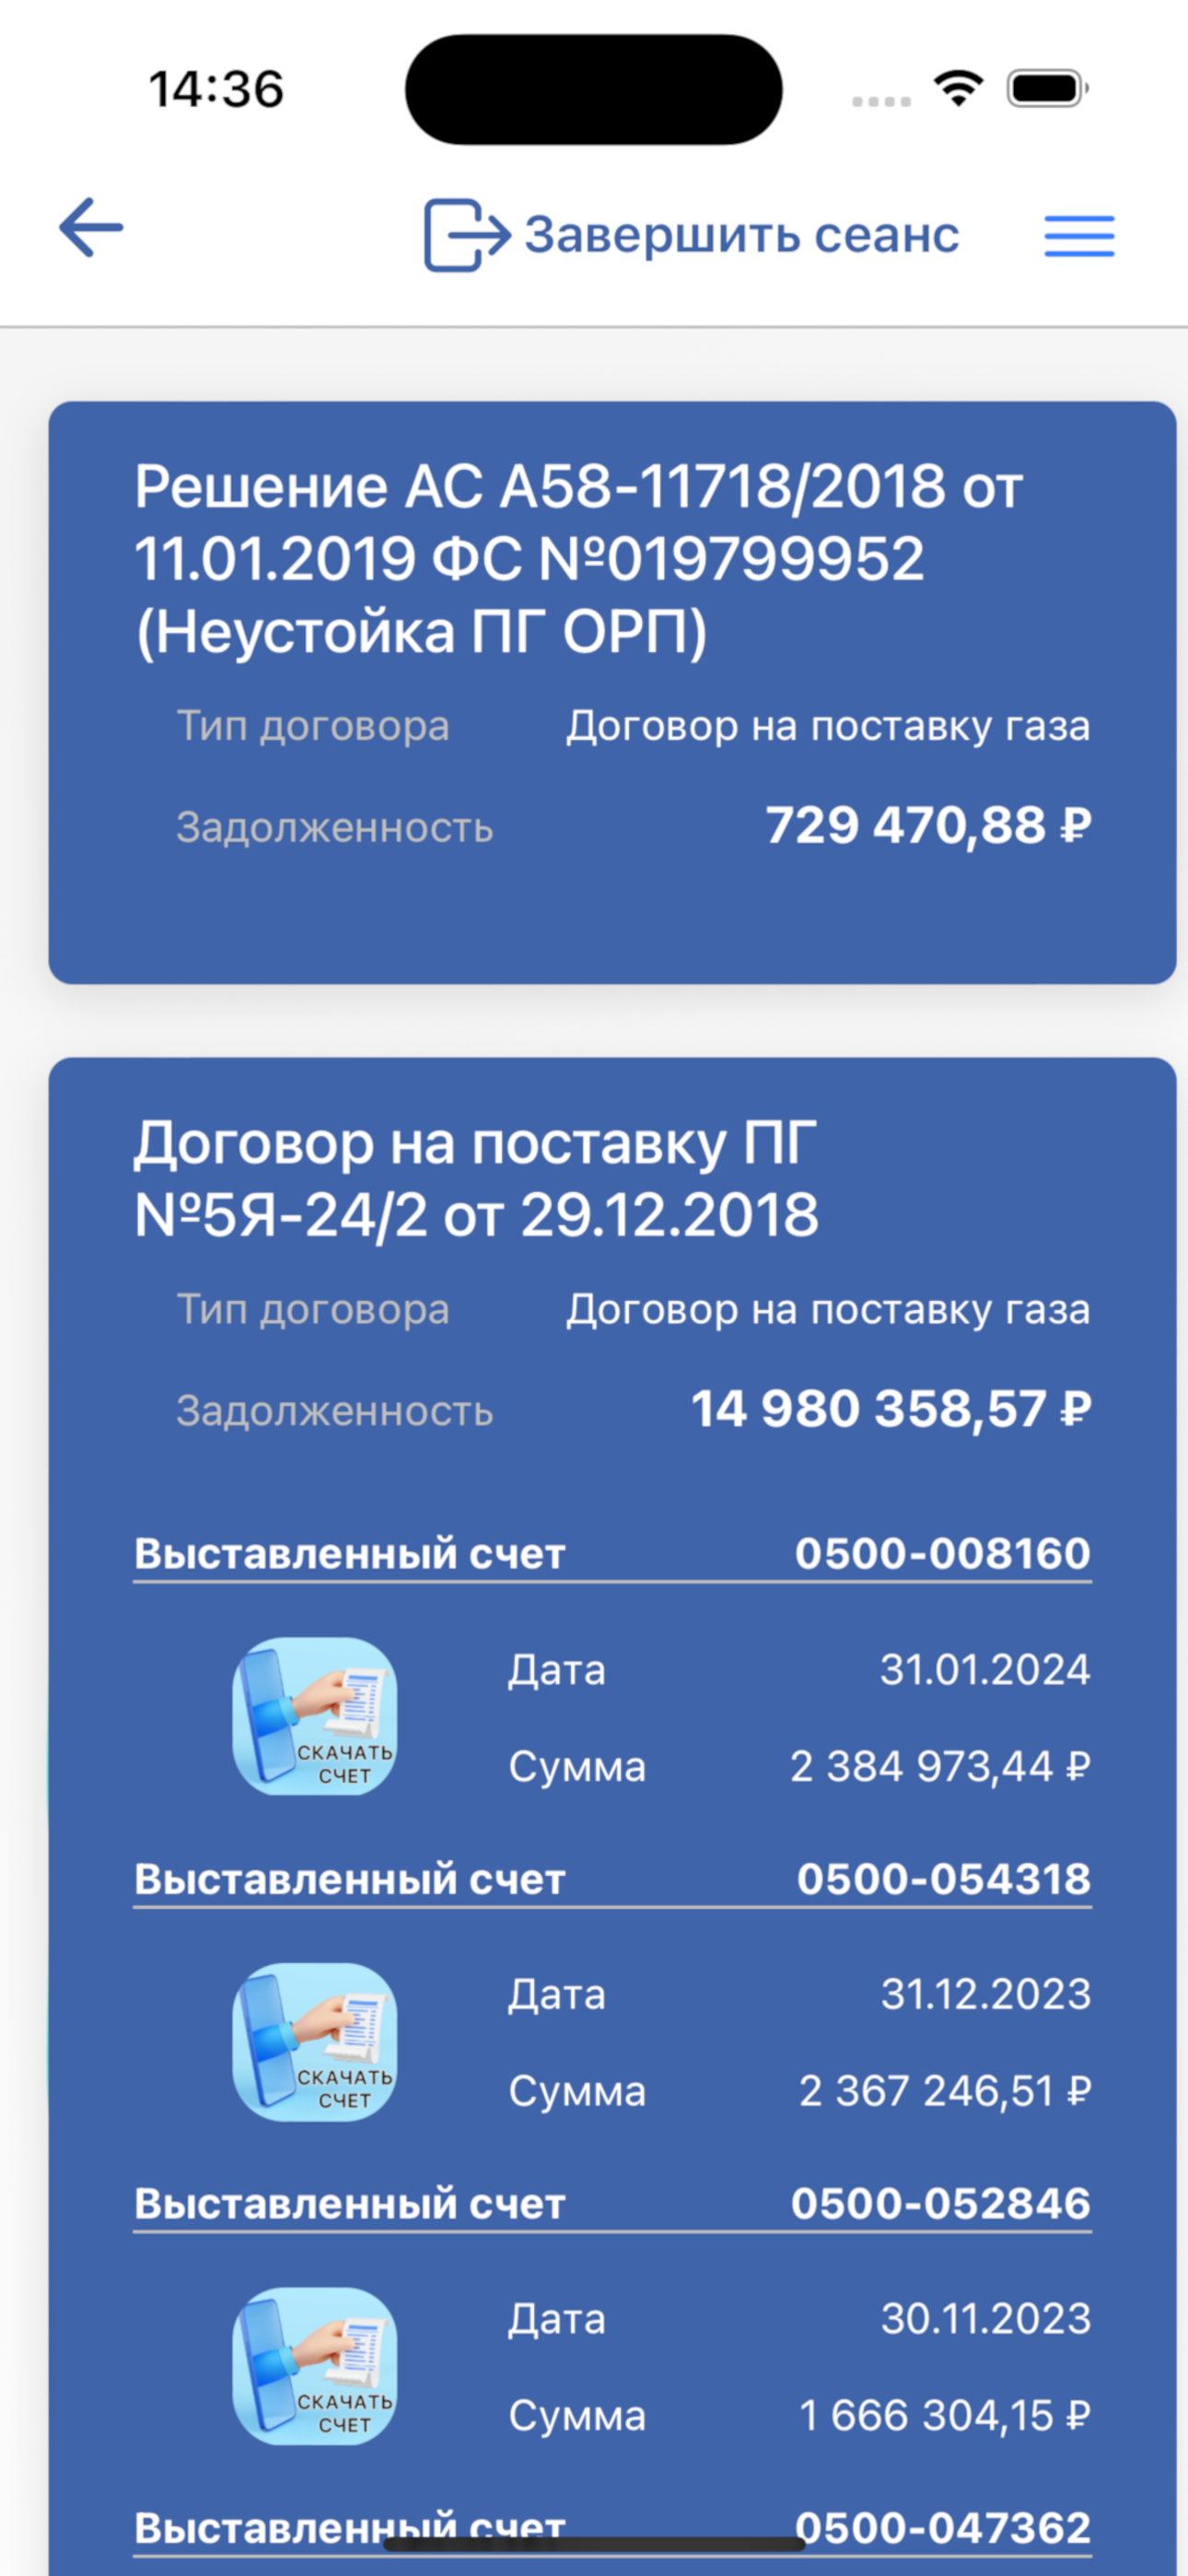 14:36
Завершить сеанс
Решение АС А58-11718/2018 от
11.01.2019 ФС №019799952
(Неустойка ПГ ОРП)
Тип договора Договор на поставку газа
Задолженность 729 470,88 ₽
Договор на поставку ПГ
№5Я-24/2 от 29.12.2018
Тип договора Договор на поставку газа
Задолженность 14 980 358,57 ₽
Выставленный счет 0500-008160
Дата 31.01.2024
СКАЧАТЬ
СЧЕТ
Сумма 2 384 973,44 ₽
Выставленный счет 0500-054318
Дата 31.12.2023
СКАЧАТЬ
СЧЕТ
Сумма 2 367 246,51 ₽
Выставленный счет 0500-052846
Дата 30.11.2023
СКАЧАТЬ
СЧЕТ
Сумма 1 666 304,15 ₽
Выставленный счет 0500-047362